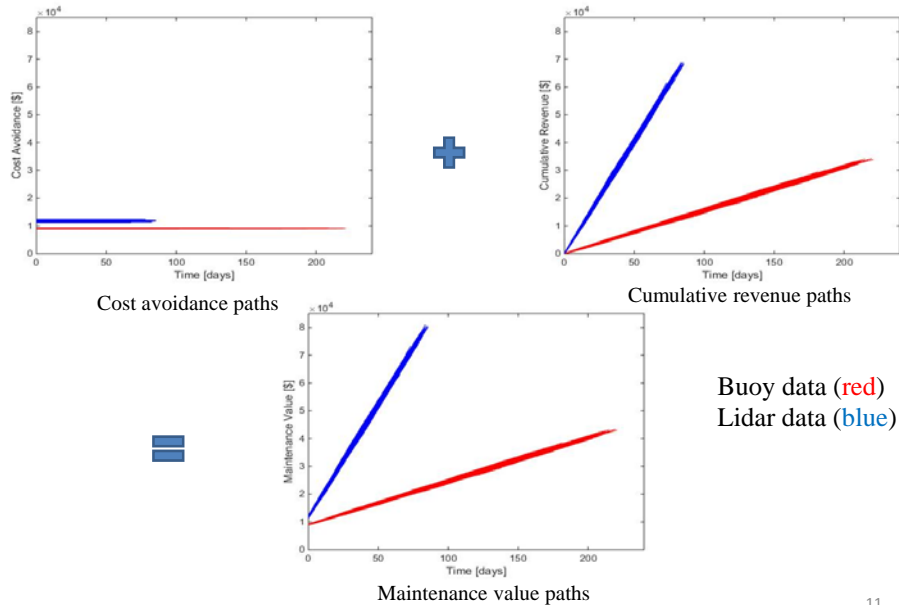 × 10⁴
Cost Avoidance [$]
8
7
6
5
4
3
2
1
0
0 50 100 150 200
Time [days]
Cost avoidance paths
× 10⁴
Cumulative Revenue [$]
8
7
6
5
4
3
2
1
0
0 50 100 150 200
Time [days]
Cumulative revenue paths
× 10⁴
Maintenance Value [$]
8
7
6
5
4
3
2
1
0
0 50 100 150 200
Time [days]
Maintenance value paths
Buoy data (red)
Lidar data (blue)
11